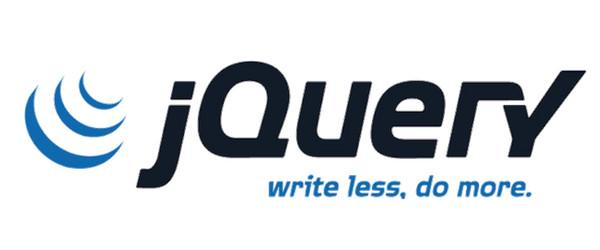 jQuery
write less, do more.